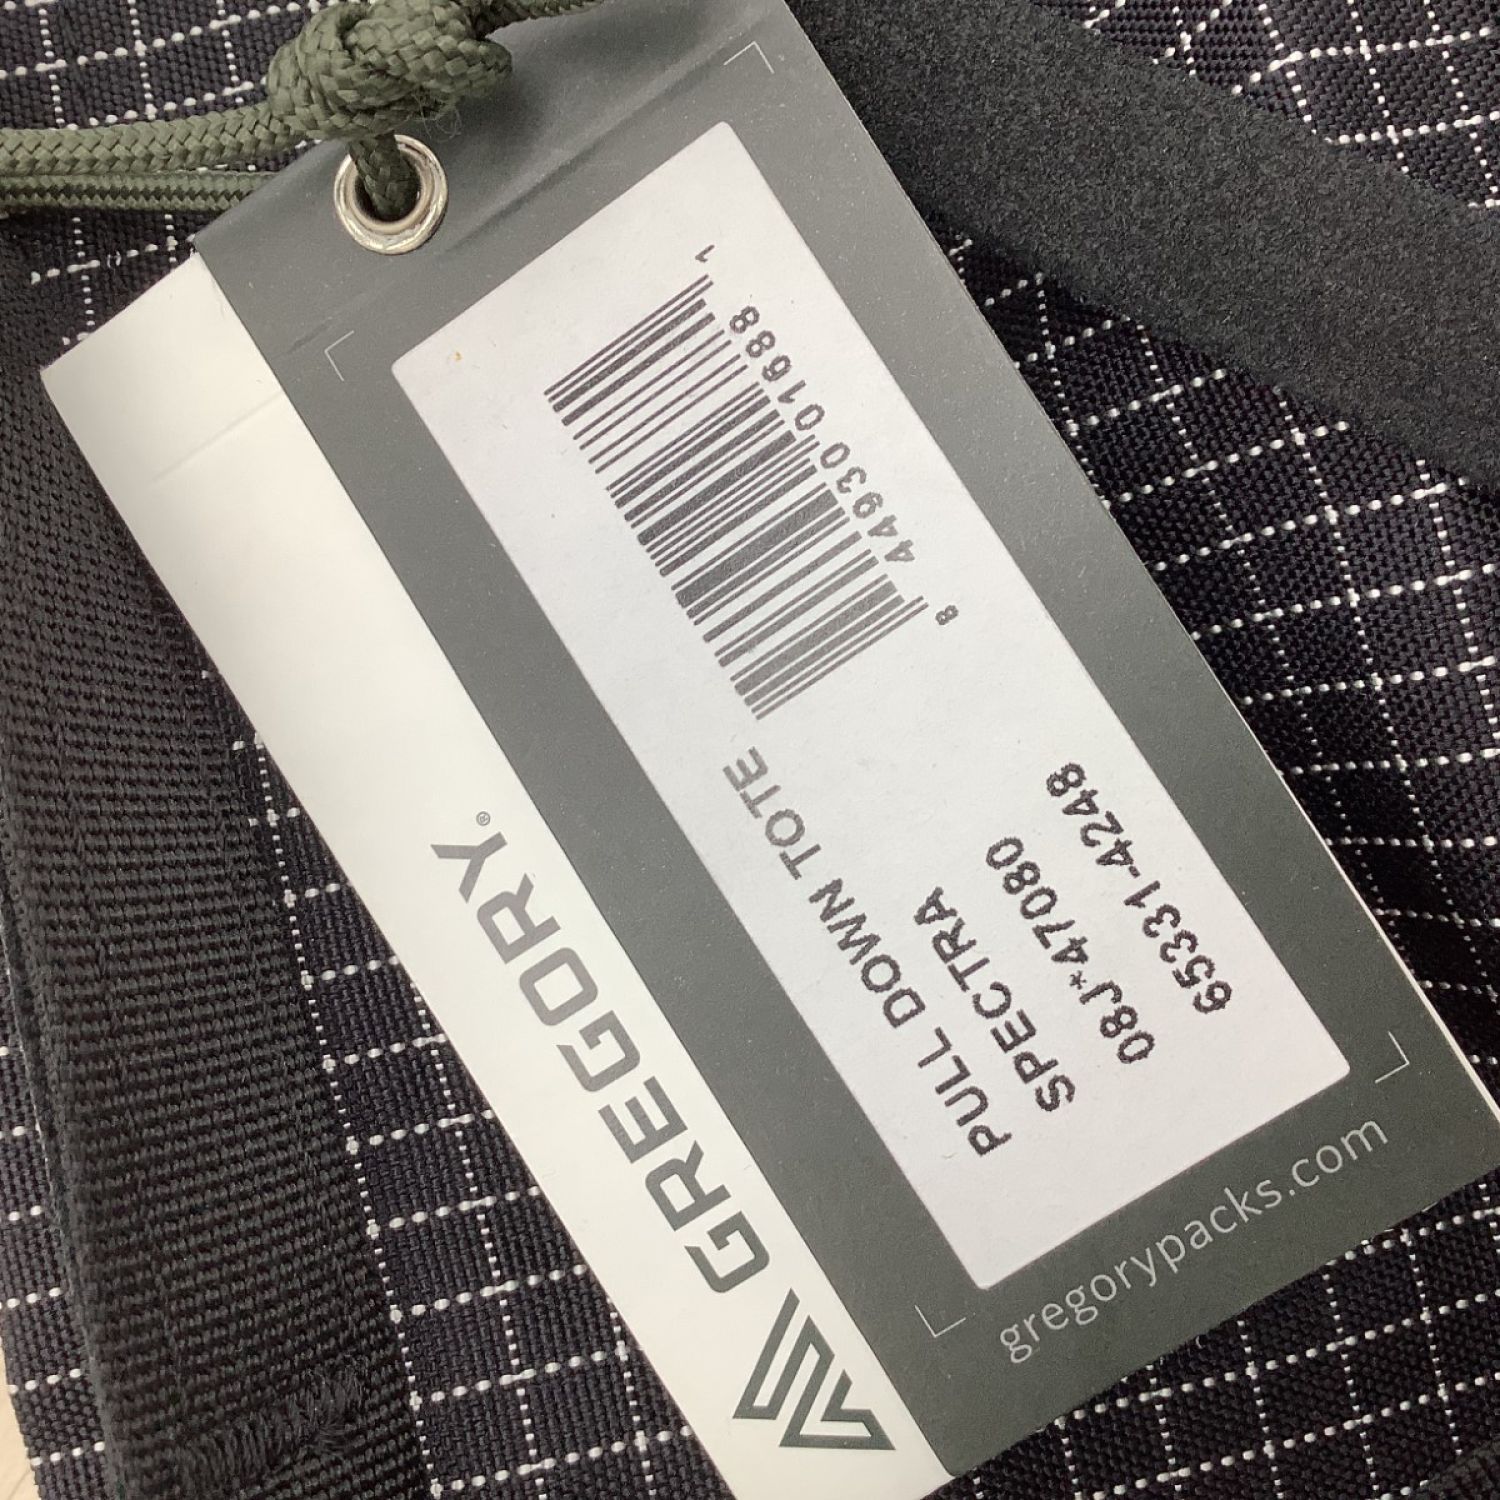 8 44930 01688 1
PULL DOWN TOTE
SPECTRA
08J*47080
65331-4248
GREGORY®
gregorypacks.com